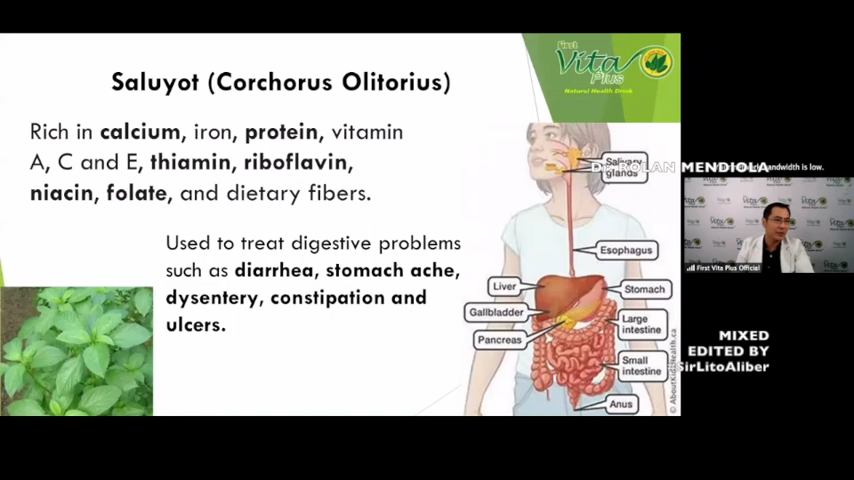 Saluyot (Corchorus Olitorius)
First
Vita
Plus
Natural Health Drink
Rich in calcium, iron, protein, vitamin
A, C and E, thiamin, riboflavin,
niacin, folate, and dietary fibers.
Used to treat digestive problems
such as diarrhea, stomach ache,
dysentery, constipation and
ulcers.
Salivary
glands
Esophagus
Liver
Stomach
Gallbladder
Large
intestine
Pancreas
Small
intestine
Anus
© AboutKidsHealth.ca
ROLAN MENDIOLA
bandwidth is low.
First Vita Plus Official
MIXED
EDITED BY
SirLitoAliber